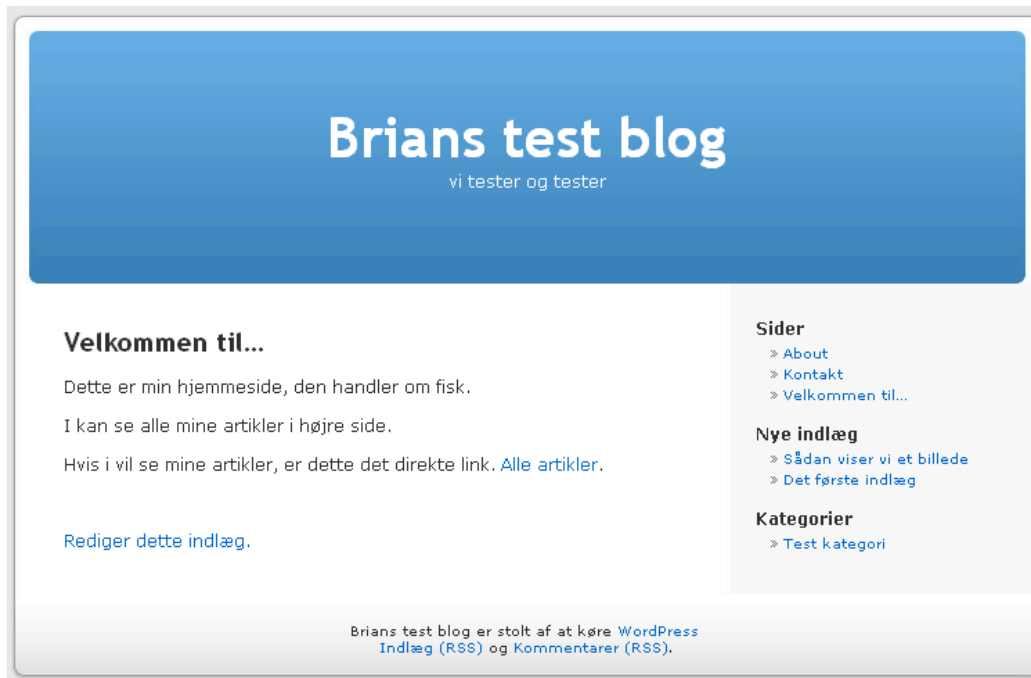 Brians test blog
vi tester og tester
Velkommen til...
Dette er min hjemmeside, den handler om fisk.
I kan se alle mine artikler i højre side.
Hvis i vil se mine artikler, er dette det direkte link. Alle artikler.
Rediger dette indlæg.
Sider
» About
» Kontakt
» Velkommen til...
Nye indlæg
» Sådan viser vi et billede
» Det første indlæg
Kategorier
» Test kategori
Brians test blog er stolt af at køre WordPress
Indlæg (RSS) og Kommentarer (RSS).